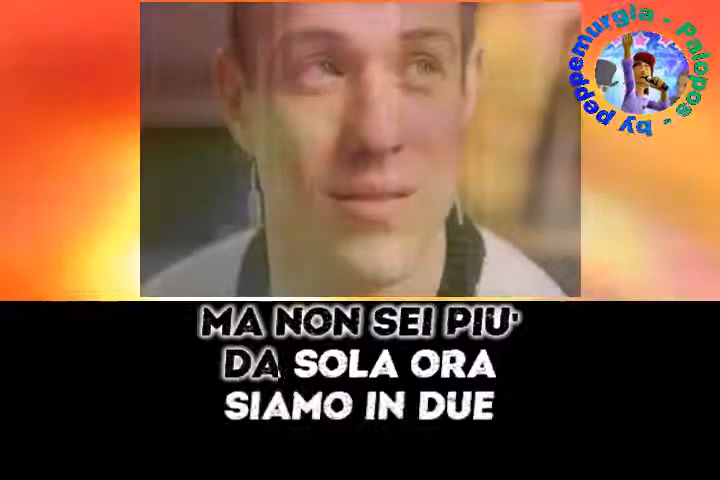 peppemurgia - Palopos - by
MA NON SEI PIU'
DA SOLA ORA
SIAMO IN DUE